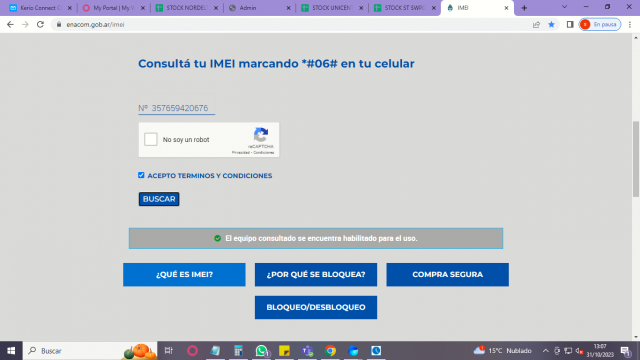 Kerio Connect
My Portal | My
STOCK NORDEL
Admin
STOCK UNICEN
STOCK ST SWP
IMEI
enacom.gob.ar/imei
En pausa
Consultá tu IMEI marcando *#06# en tu celular
Nº 357659420676
No soy un robot
reCAPTCHA
Privacidad - Condiciones
ACEPTO TERMINOS Y CONDICIONES
BUSCAR
El equipo consultado se encuentra habilitado para el uso.
¿QUÉ ES IMEI?
¿POR QUÉ SE BLOQUEA?
COMPRA SEGURA
BLOQUEO/DESBLOQUEO
Buscar
15°C Nublado
13:07
31/10/2023